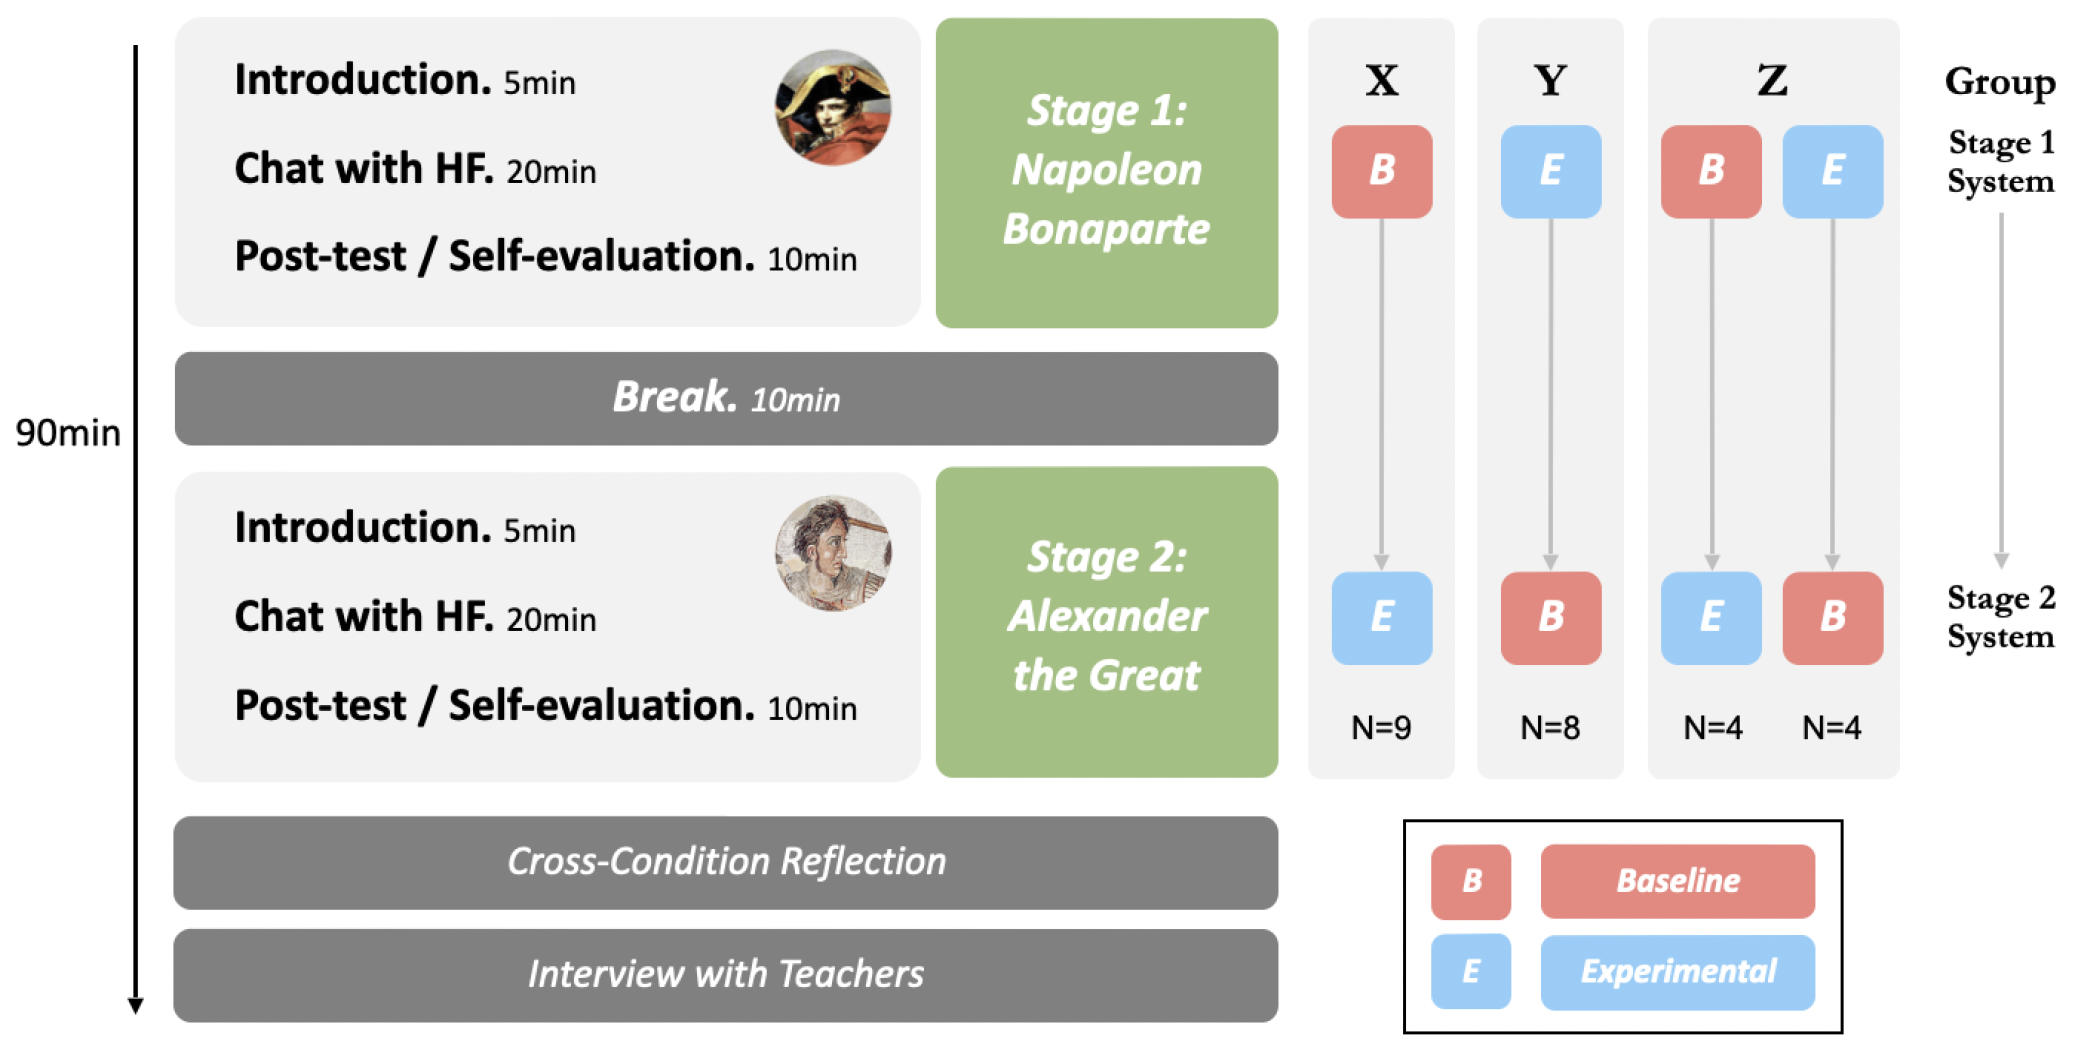 Introduction. 5min
Chat with HF. 20min
Post-test / Self-evaluation. 10min
Stage 1:
Napoleon
Bonaparte
X
Y
Z
Group
B
E
B
E
Stage 1
System
Break. 10min
90min
Introduction. 5min
Chat with HF. 20min
Post-test / Self-evaluation. 10min
Stage 2:
Alexander
the Great
E
B
E
B
Stage 2
System
N=9
N=8
N=4
N=4
Cross-Condition Reflection
Interview with Teachers
B
Baseline
E
Experimental